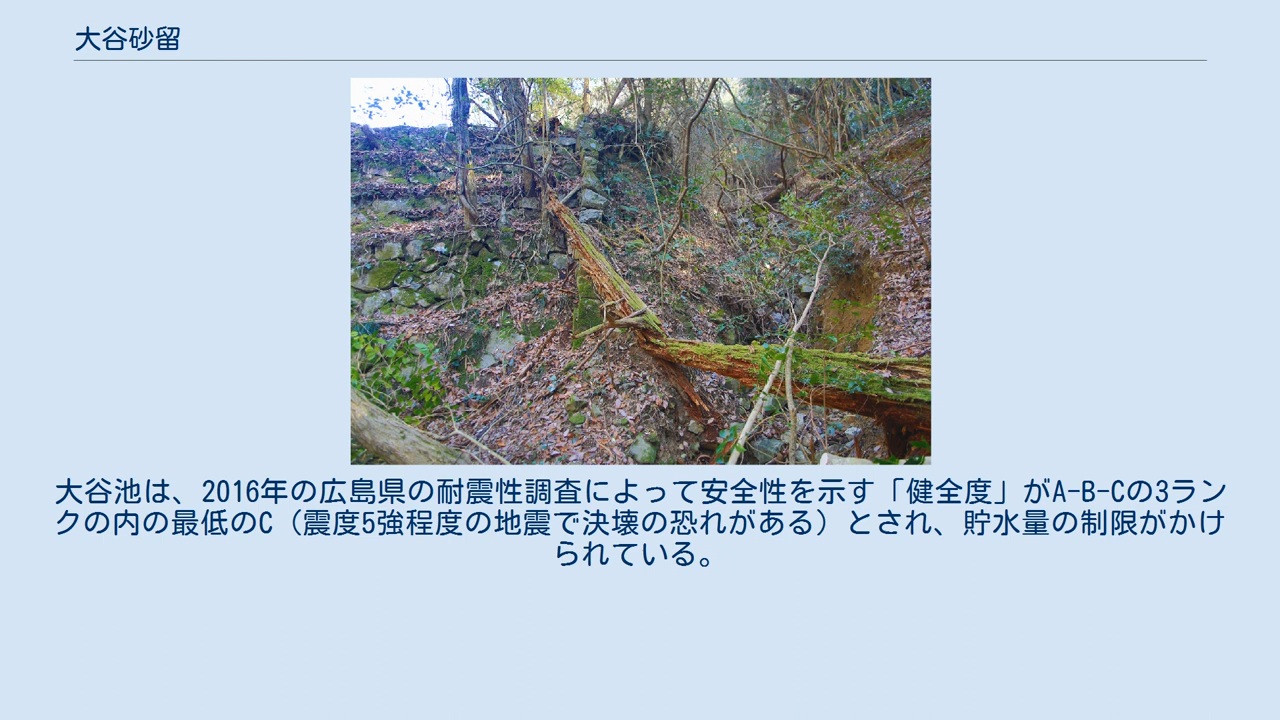 大谷砂留
大谷池は、2016年の広島県の耐震性調査によって安全性を示す「健全度」がA-B-Cの3ラン
クの内の最低のC（震度5強程度の地震で決壊の恐れがある）とされ、貯水量の制限がかけ
られている。